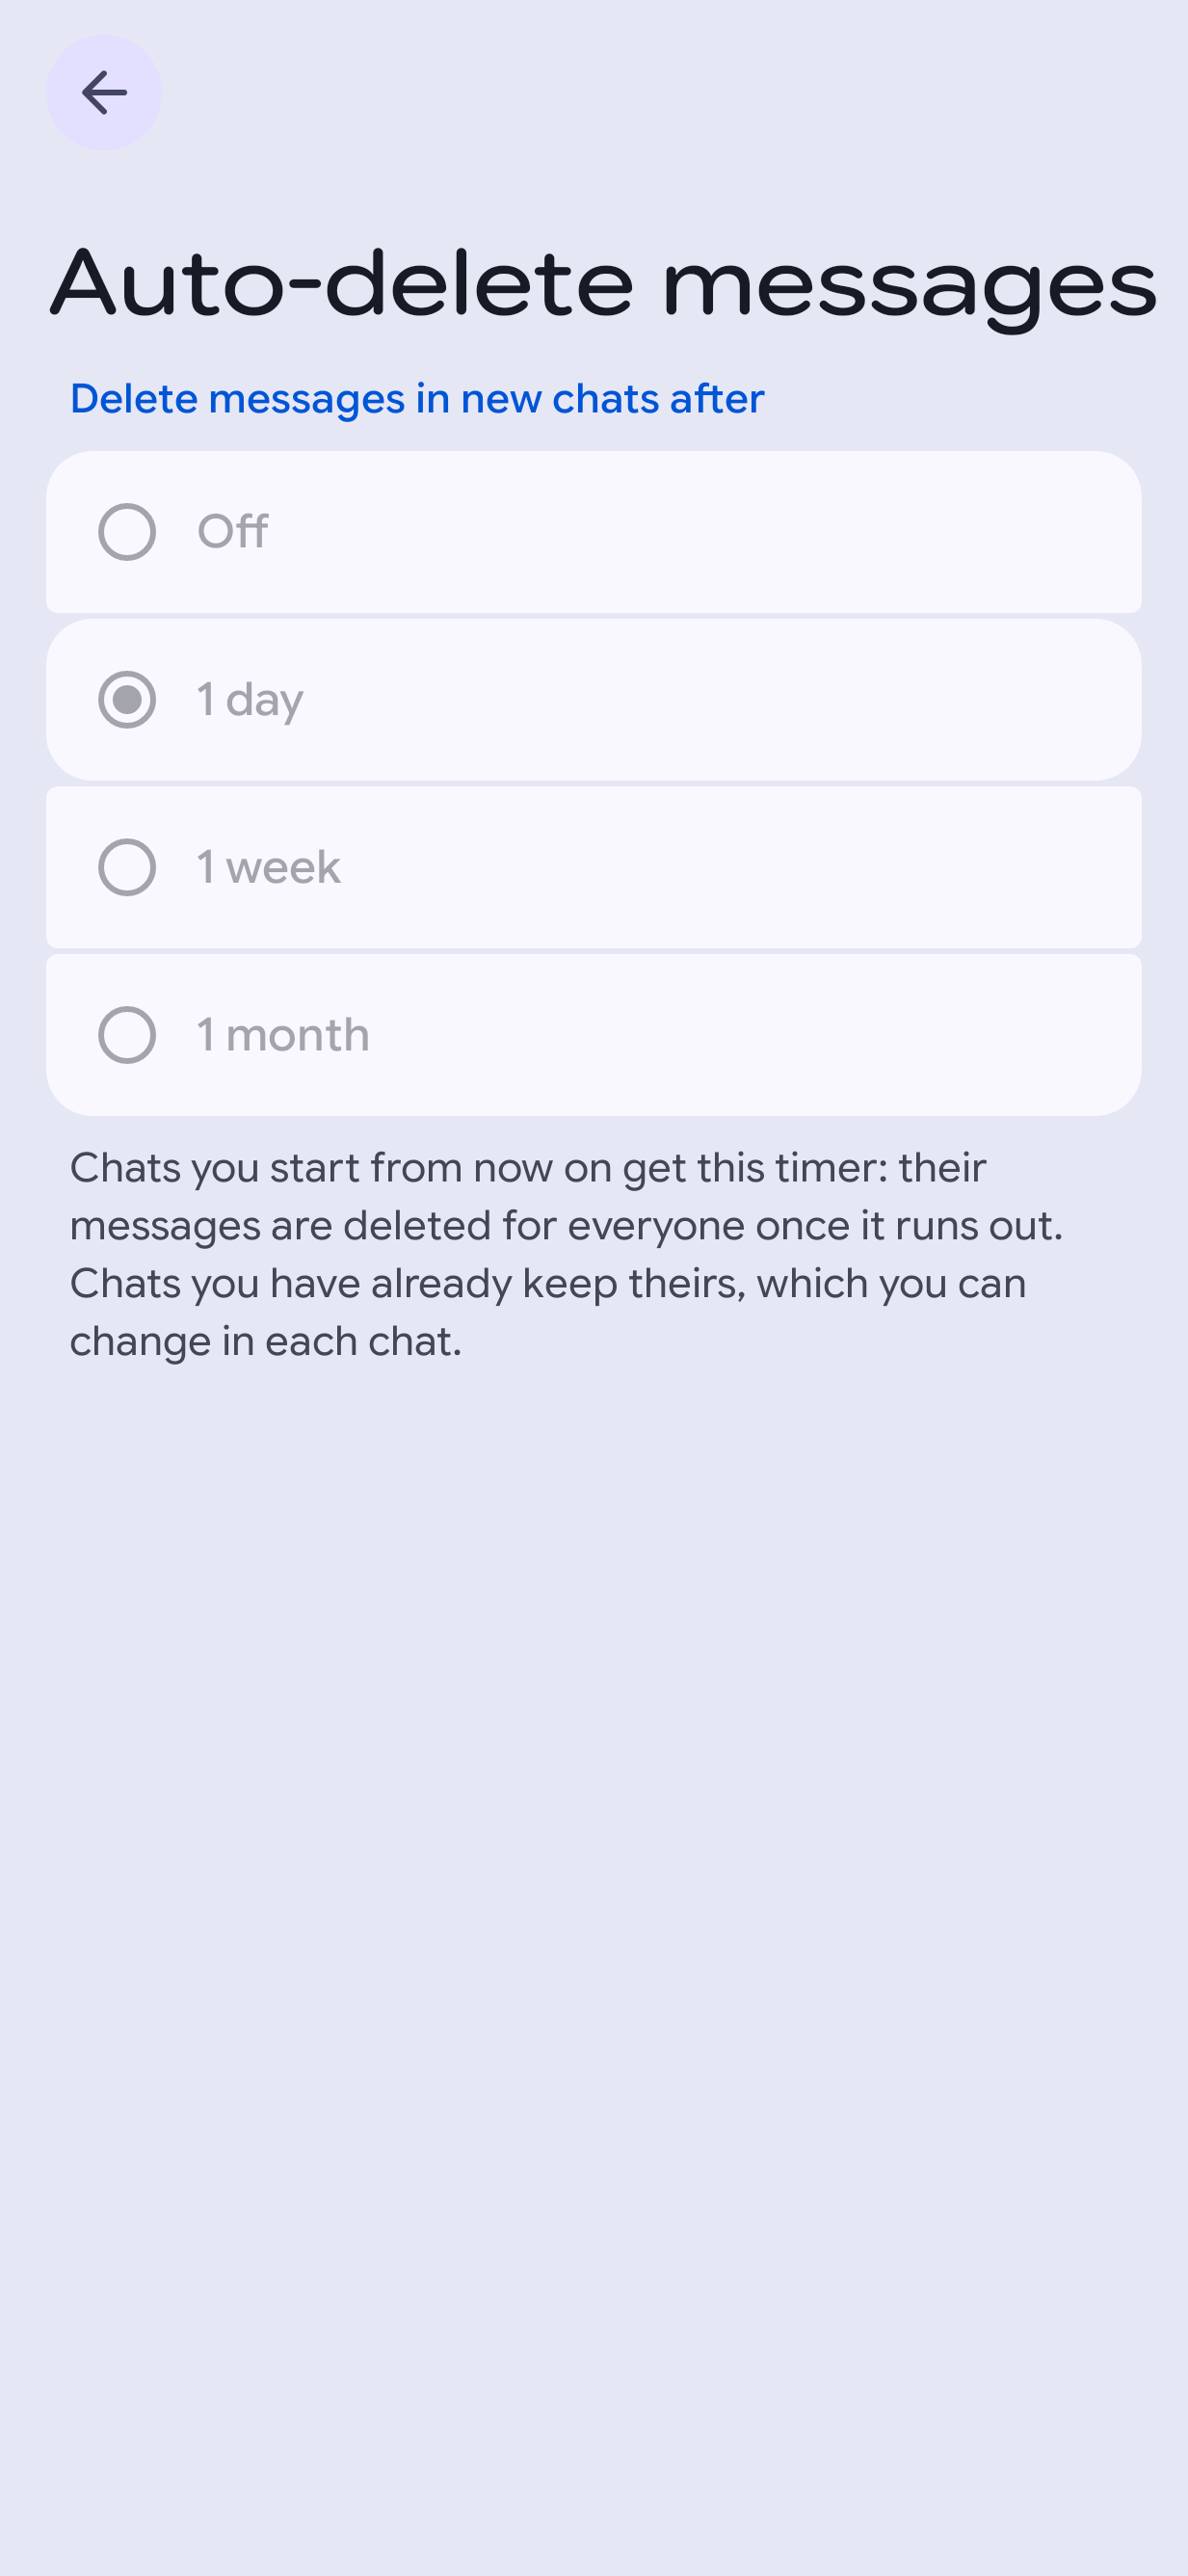 Auto-delete messages
Delete messages in new chats after
Off
1 day
1 week
1 month
Chats you start from now on get this timer: their
messages are deleted for everyone once it runs out.
Chats you have already keep theirs, which you can
change in each chat.